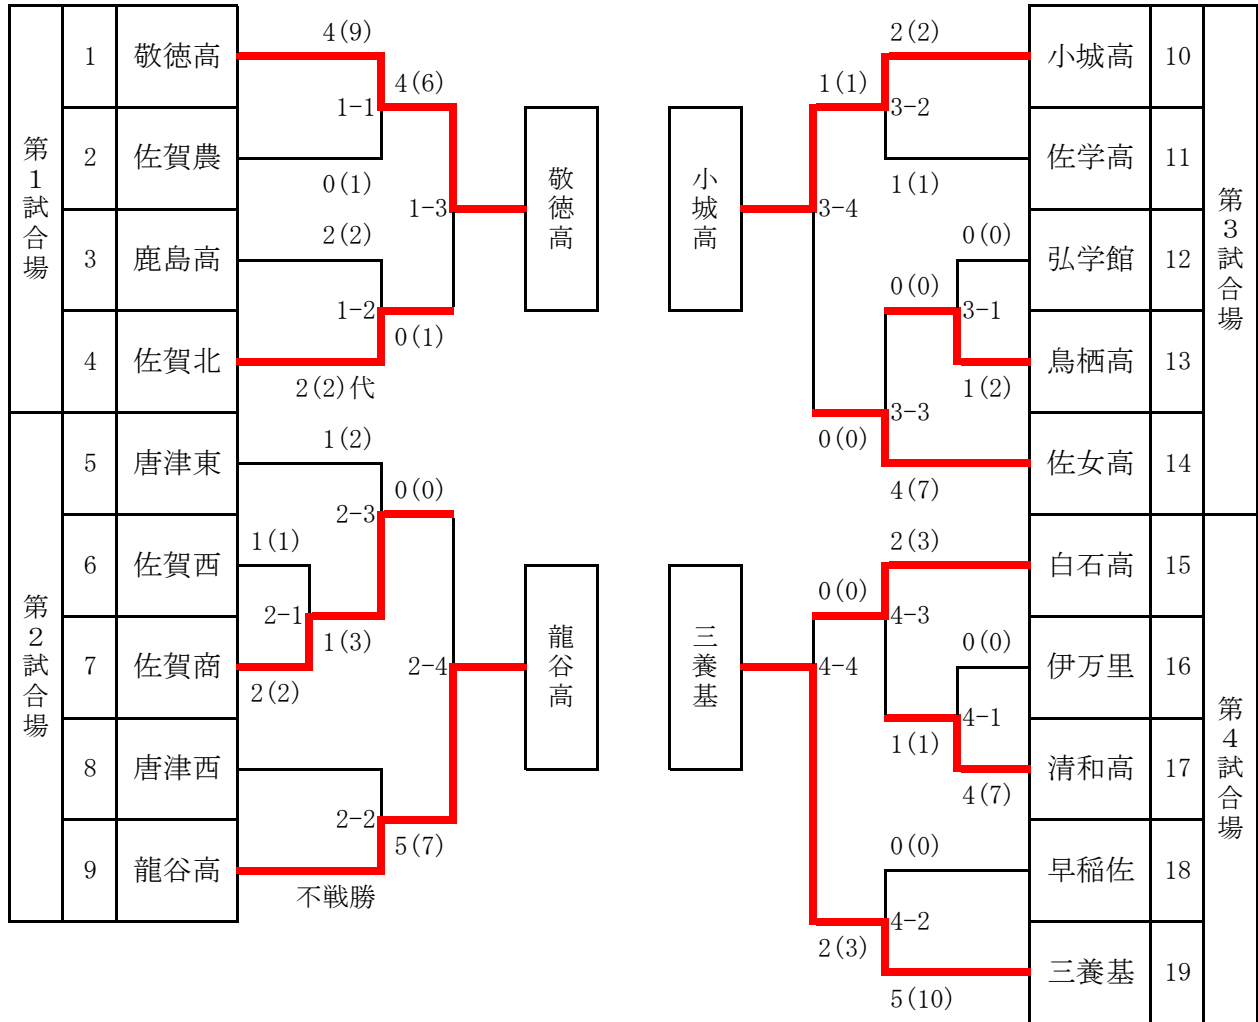 第1試合場
1 敬徳高
2 佐賀農
3 鹿島高
4 佐賀北
第2試合場
5 唐津東
6 佐賀西
7 佐賀商
8 唐津西
9 龍谷高
4(9)
1-1
0(1)
4(6)
2(2)
1-2
2(2)代
0(1)
1-3
敬徳高
1(2)
2-3
0(0)
1(1)
2-1
2(2)
1(3)
2-4
2-2
不戦勝
5(7)
龍谷高
小城高
1(1)
3-4
0(0)
2(2)
3-2
1(1)
0(0)
3-3
4(7)
0(0)
3-1
1(2)
三養基
0(0)
4-4
2(3)
2(3)
4-3
1(1)
0(0)
4-1
4(7)
0(0)
4-2
5(10)
小城高 10
佐学高 11
弘学館 12
鳥栖高 13
佐女高 14
第3試合場
白石高 15
伊万里 16
清和高 17
早稲佐 18
三養基 19
第4試合場